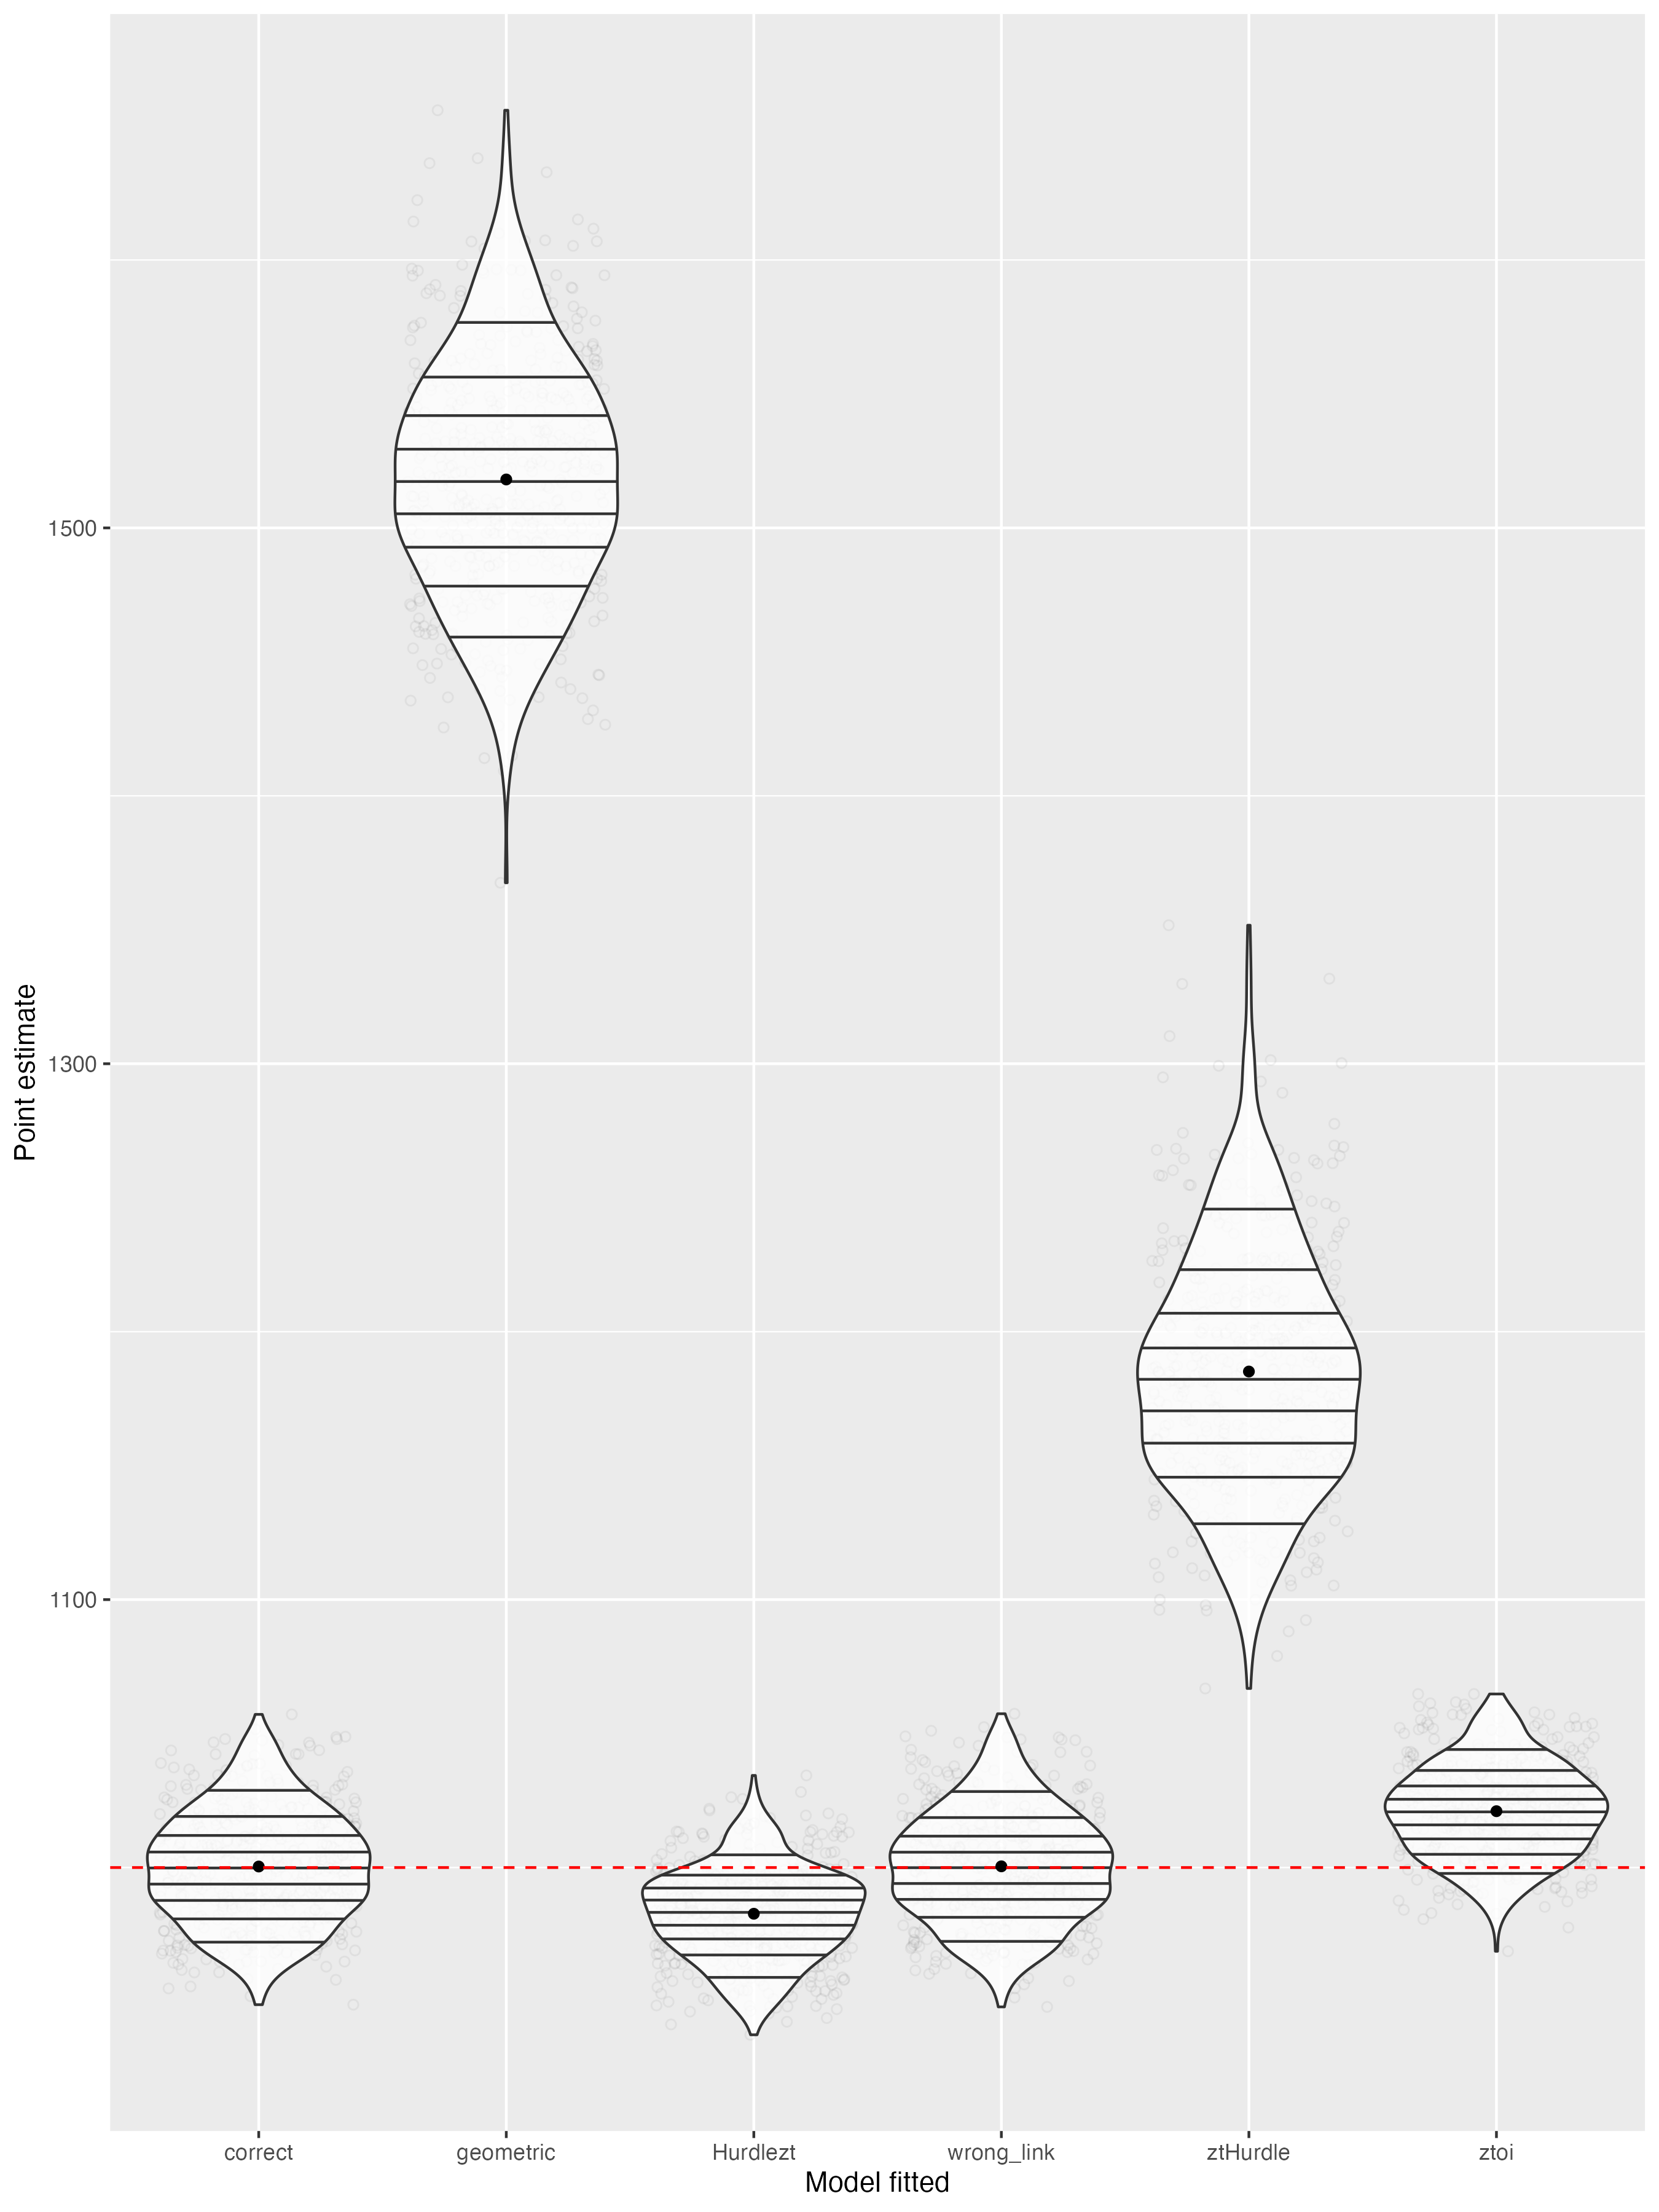 Point estimate
1500
1300
1100
correct
geometric
Hurdlezt
wrong_link
ztHurdle
ztoi
Model fitted